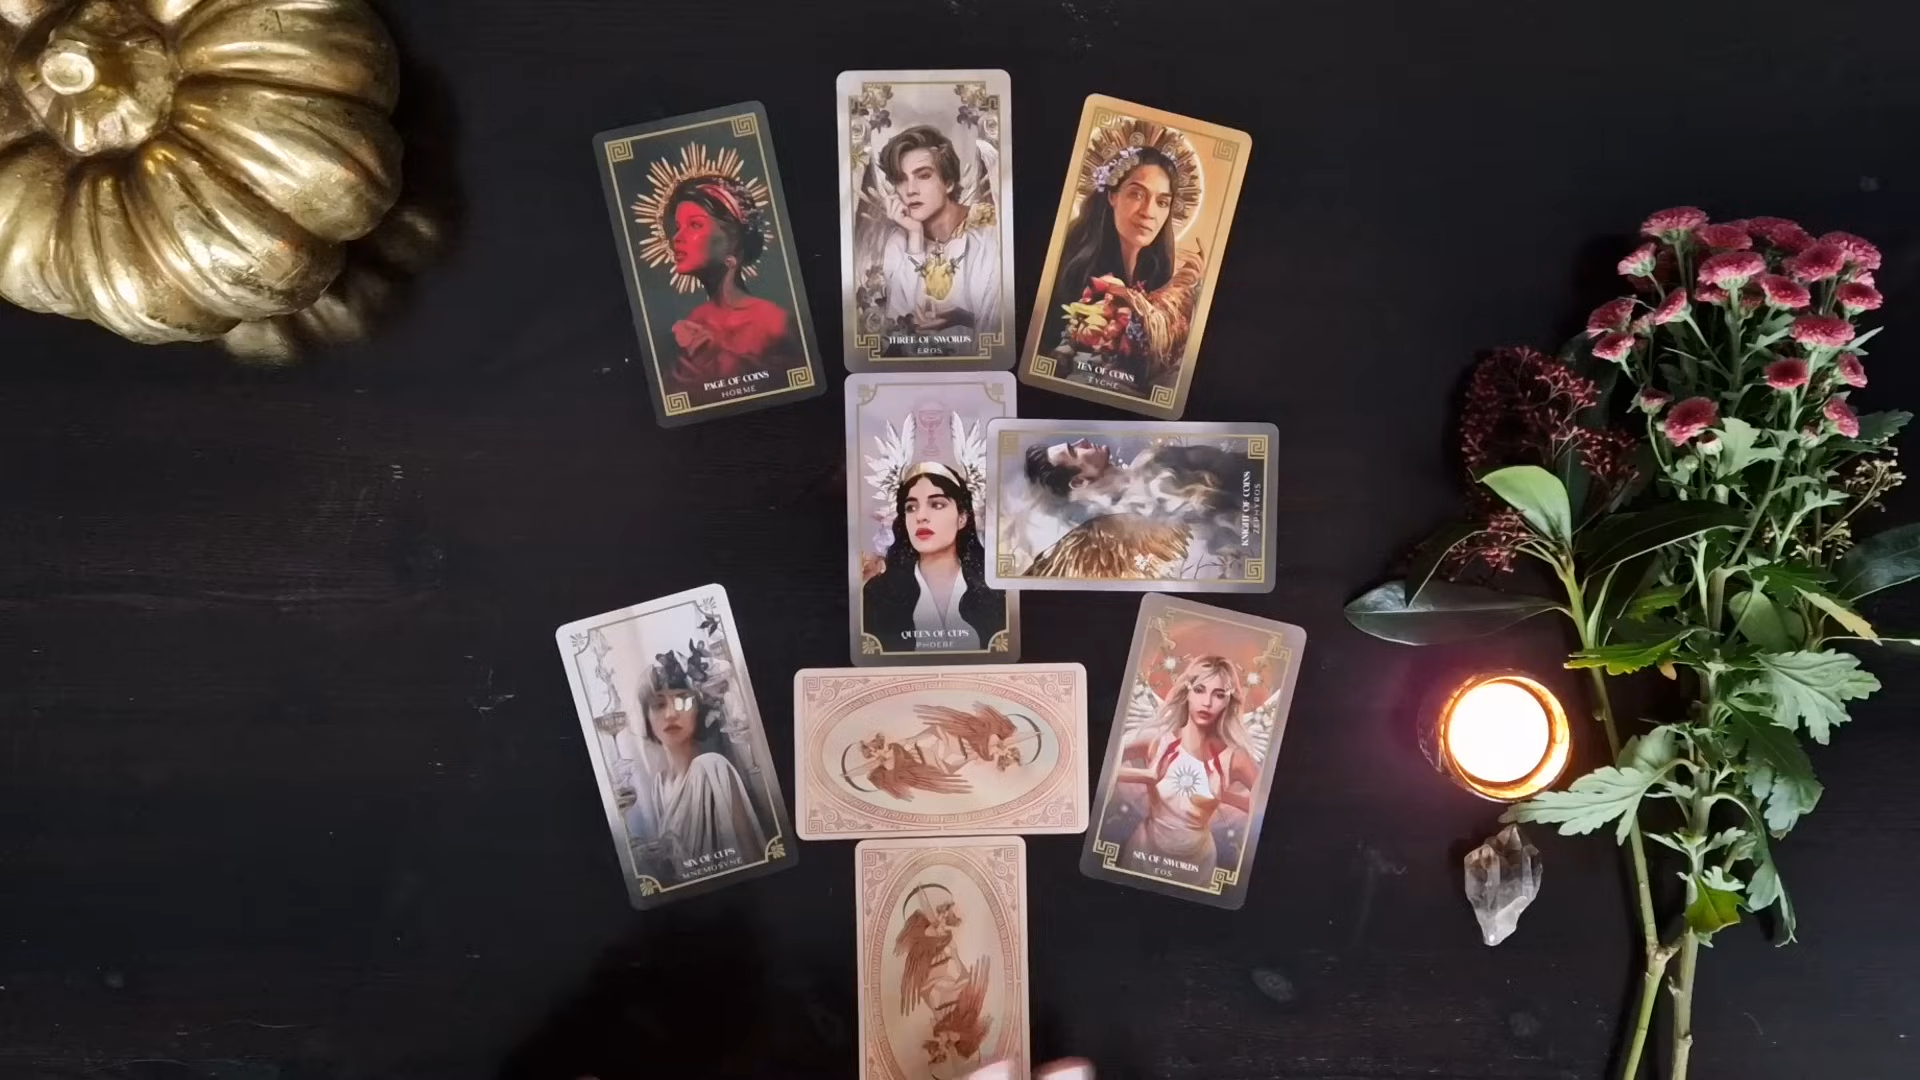 THREE OF SWORDS
EROS
PAGE OF COINS
HORME
TEN OF COINS
TYCHE
KNIGHT OF COINS
ZEPHYROS
QUEEN OF CUPS
PHOEBE
SIX OF CUPS
MNEMOSYNE
SIX OF SWORDS
EOS